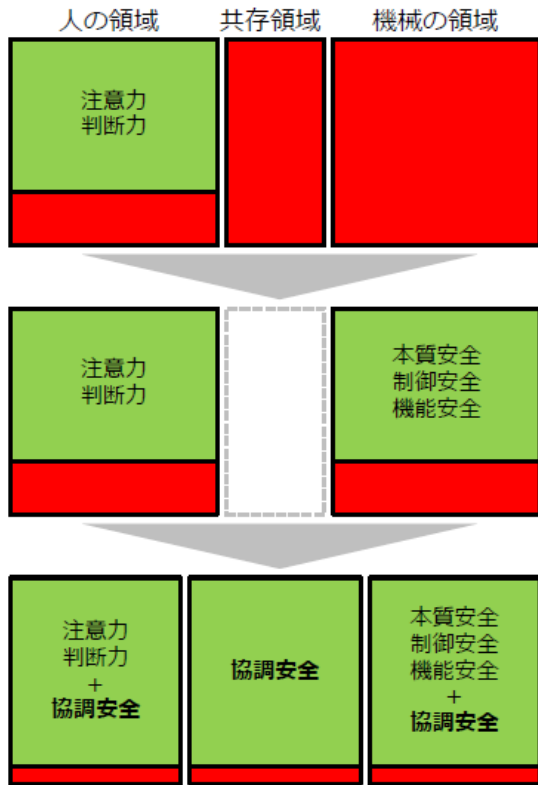 人の領域
共存領域
機械の領域
注意力
判断力
注意力
判断力
本質安全
制御安全
機能安全
注意力
判断力
+
協調安全
協調安全
本質安全
制御安全
機能安全
+
協調安全